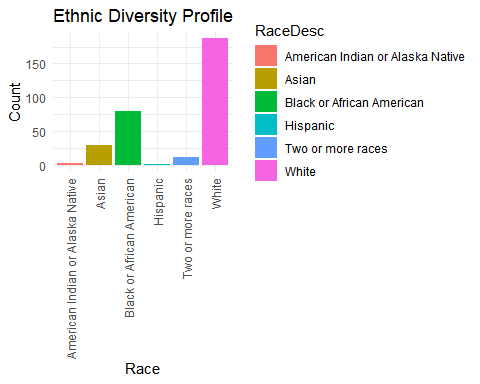 Ethnic Diversity Profile
Count
150
100
50
0
American Indian or Alaska Native
Asian
Black or African American
Hispanic
Two or more races
White
Race
RaceDesc
American Indian or Alaska Native
Asian
Black or African American
Hispanic
Two or more races
White